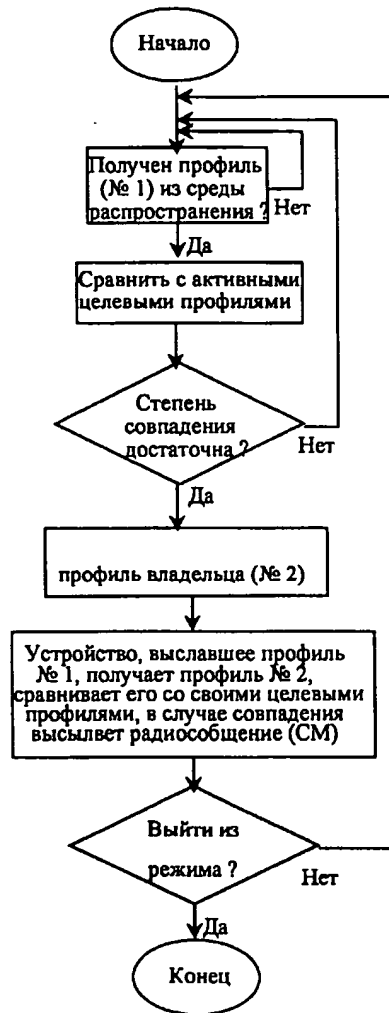 Начало
Получен профиль
(№ 1) из среды
распространения ?
Нет
Да
Сравнить с активными
целевыми профилями
Степень
совпадения
достаточна ?
Нет
Да
профиль владельца (№ 2)
Устройство, выславшее профиль
№ 1, получает профиль № 2,
сравнивает его со своими целевыми
профилями, в случае совпадения
высылвет радиособщение (СМ)
Выйти из
режима ?
Нет
Да
Конец